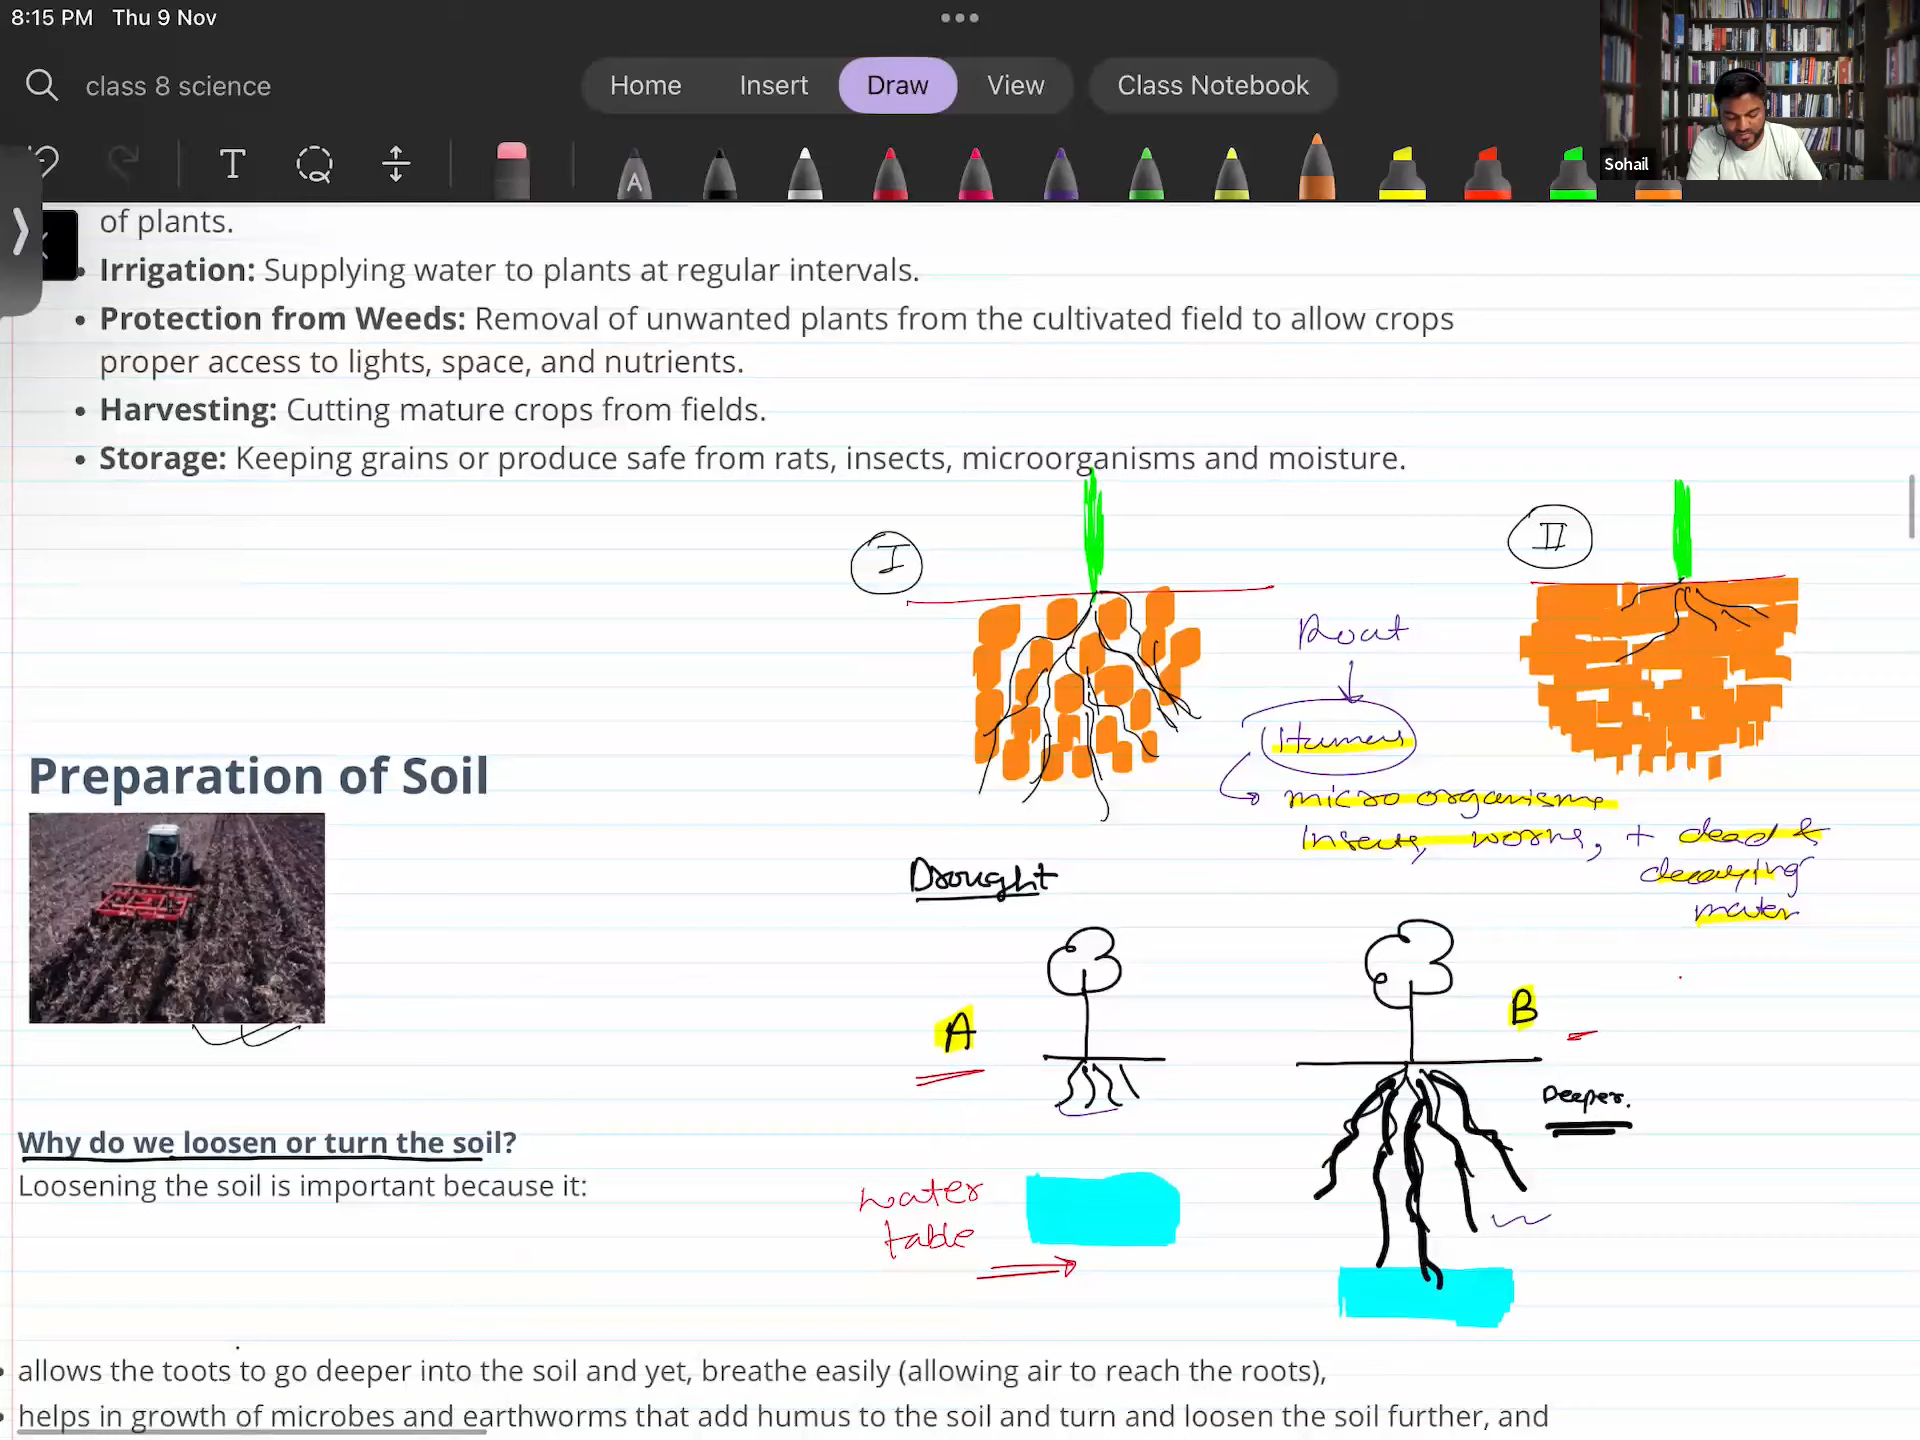 8:15 PM Thu 9 Nov
class 8 science
Home Insert Draw View Class Notebook
T
A
Sohail
of plants.
• Irrigation: Supplying water to plants at regular intervals.
• Protection from Weeds: Removal of unwanted plants from the cultivated field to allow crops
proper access to lights, space, and nutrients.
• Harvesting: Cutting mature crops from fields.
• Storage: Keeping grains or produce safe from rats, insects, microorganisms and moisture.
I
II
micro organisms
Insects, worms, + dead &
decaying
Preparation of Soil
Drought
A
B
Deeper.
Why do we loosen or turn the soil?
Loosening the soil is important because it:
water
table
• allows the toots to go deeper into the soil and yet, breathe easily (allowing air to reach the roots),
• helps in growth of microbes and earthworms that add humus to the soil and turn and loosen the soil further, and